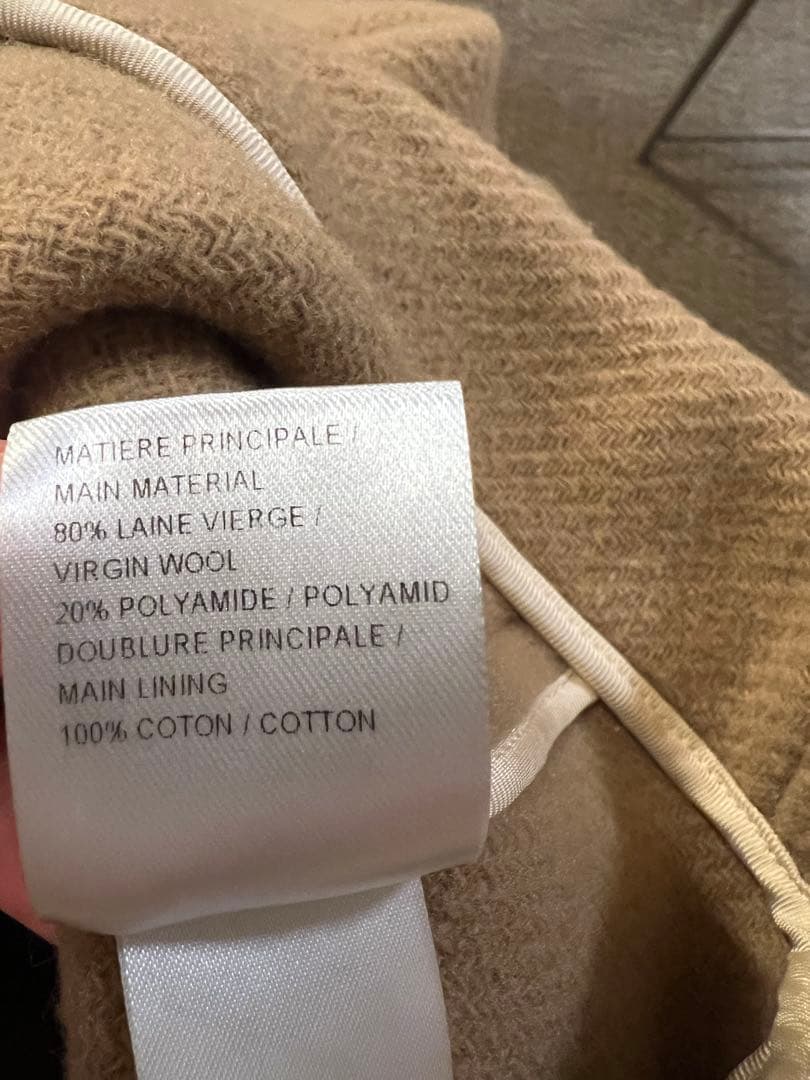 MATIERE PRINCIPALE /
MAIN MATERIAL
80% LAINE VIERGE /
VIRGIN WOOL
20% POLYAMIDE / POLYAMID
DOUBLURE PRINCIPALE /
MAIN LINING
100% COTON / COTTON